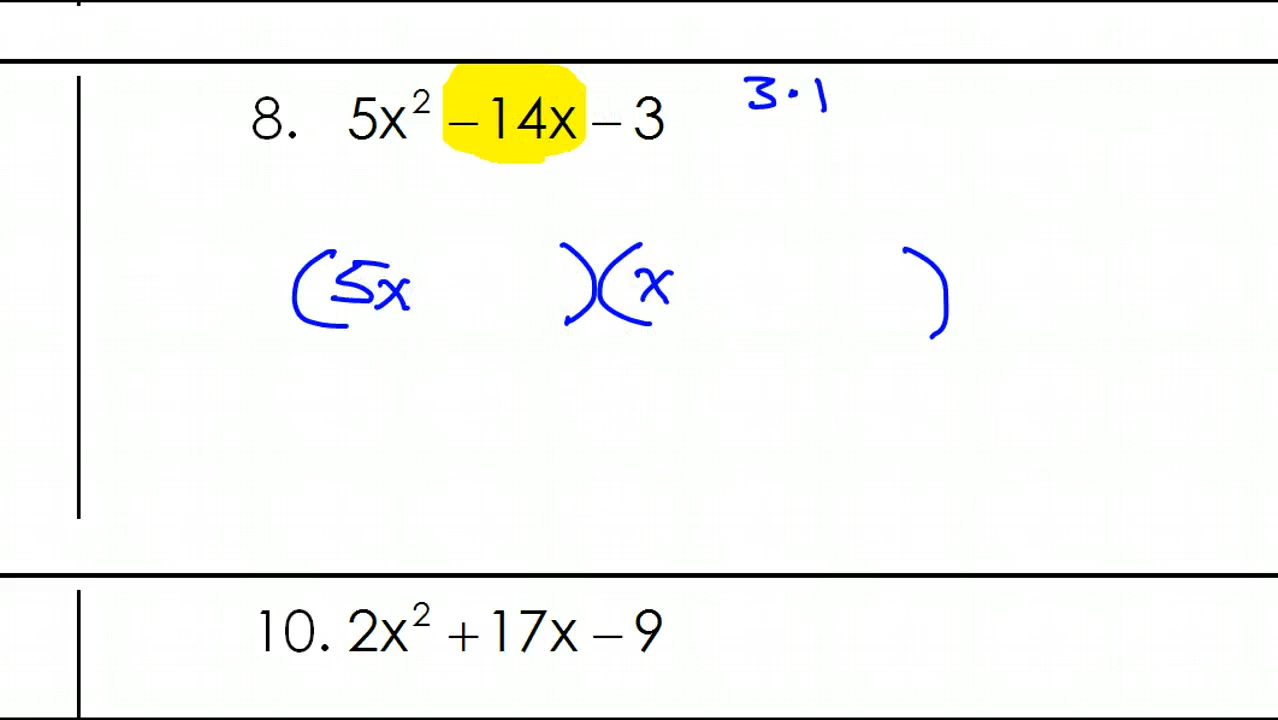 8. 5x² –14x – 3 3·1
(5x )(x )
10. 2x² +17x – 9